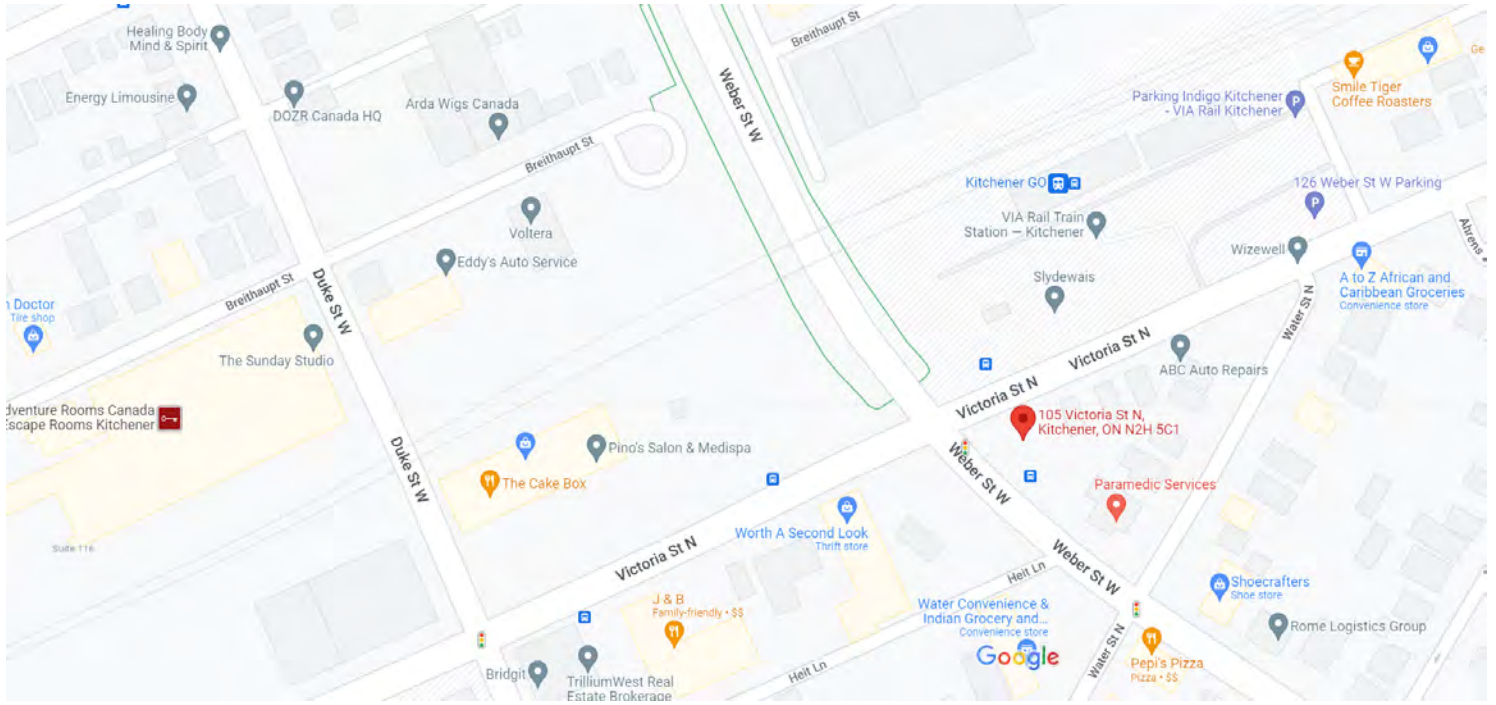 Healing Body
Mind & Spirit
Breithaupt St
Weber St W
Smile Tiger
Coffee Roasters
Ge
Energy Limousine
DOZR Canada HQ
Arda Wigs Canada
Parking Indigo Kitchener
- VIA Rail Kitchener
P
Breithaupt St
Kitchener GO
126 Weber St W Parking
P
Voltera
VIA Rail Train
Station — Kitchener
Wizewell
Ahrens
Eddy's Auto Service
Slydewais
A to Z African and
Caribbean Groceries
Convenience store
Breithaupt St
Duke St W
n Doctor
Tire shop
Water St N
Victoria St N
The Sunday Studio
ABC Auto Repairs
Victoria St N
dventure Rooms Canada
Escape Rooms Kitchener
105 Victoria St N,
Kitchener, ON N2H 5C1
Duke St W
Pino's Salon & Medispa
Weber St W
The Cake Box
Paramedic Services
Worth A Second Look
Thrift store
Suite 116
Victoria St N
Weber St W
Heit Ln
Shoecrafters
Shoe store
J & B
Family-friendly • $$
Water Convenience &
Indian Grocery and...
Convenience store
Rome Logistics Group
Google
Water St N
Pepi's Pizza
Pizza • $$
Bridgit
Heit Ln
TrilliumWest Real
Estate Brokerage